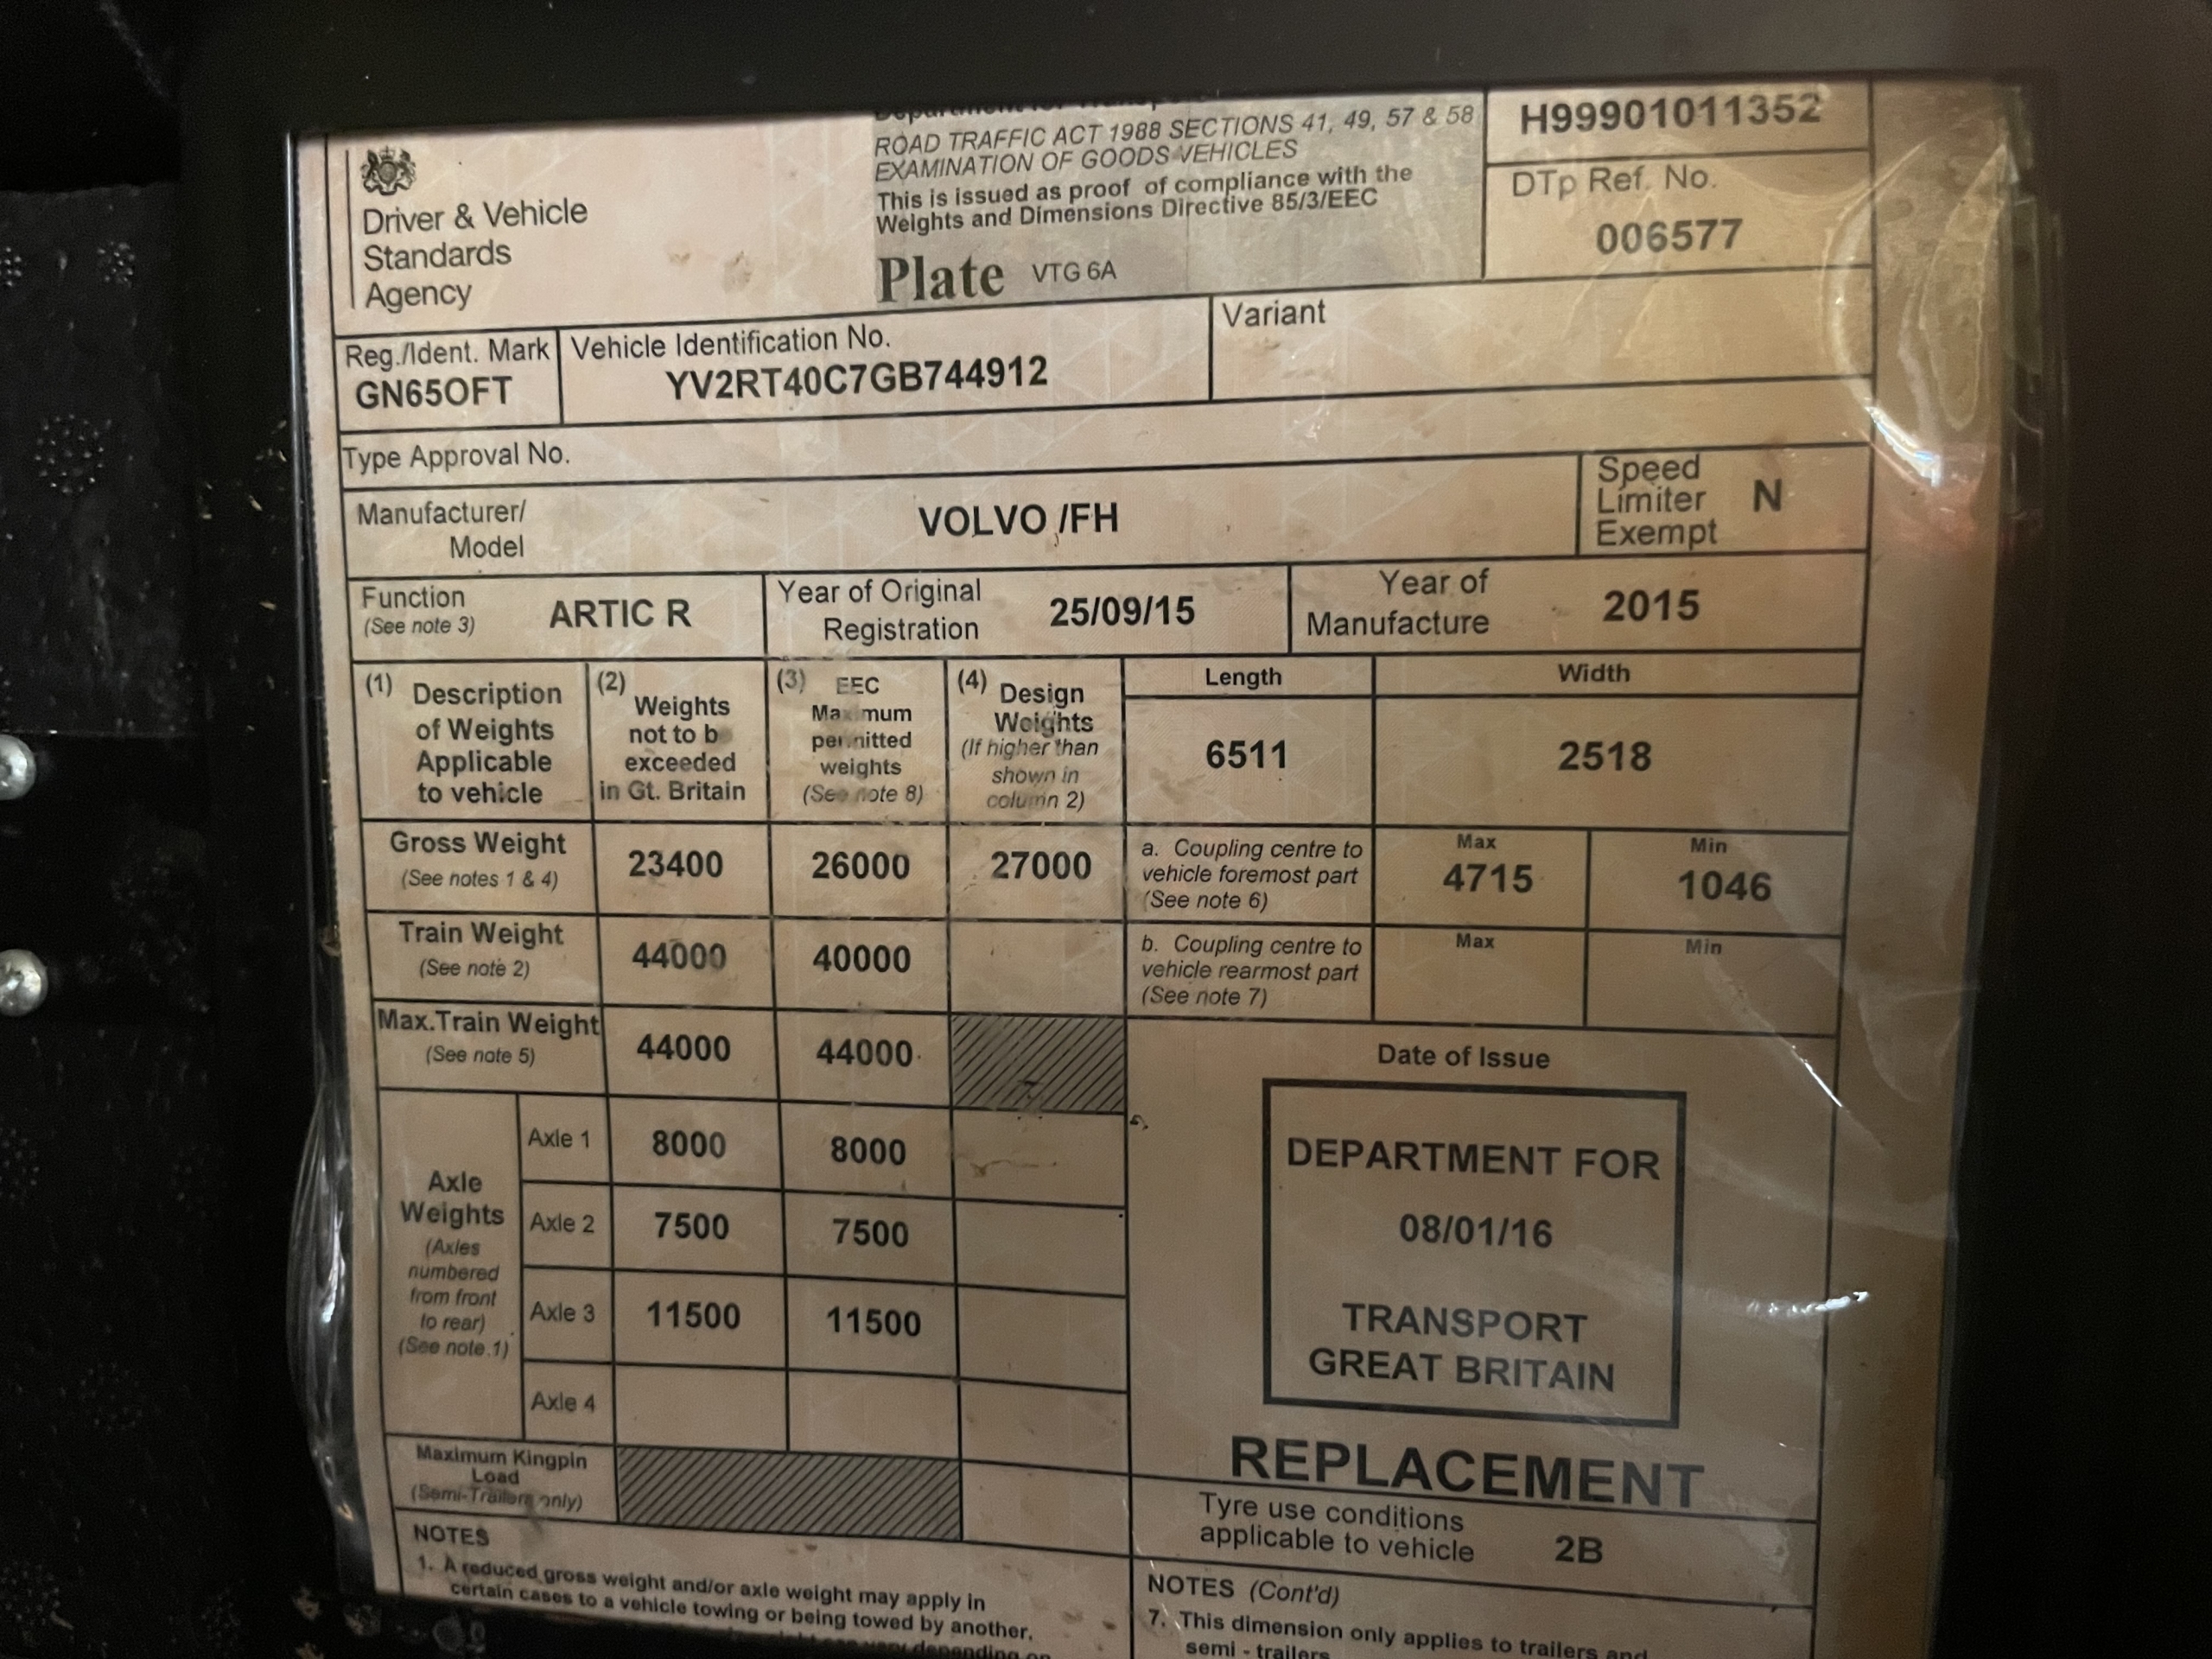 ROAD TRAFFIC ACT 1988 SECTIONS 41, 49, 57 & 58
EXAMINATION OF GOODS VEHICLES
This is issued as proof of compliance with the
Weights and Dimensions Directive 85/3/EEC
Plate VTG 6A
Driver & Vehicle
Standards
Agency
H99901011352
DTp Ref. No.
006577
Reg./Ident. Mark
GN65OFT
Vehicle Identification No.
YV2RT40C7GB744912
Variant
Type Approval No.
Manufacturer/
Model
VOLVO /FH
Speed
Limiter
Exempt
N
Function
(See note 3)
ARTIC R
Year of Original
Registration
25/09/15
Year of
Manufacture
2015
(1) Description
of Weights
Applicable
to vehicle
(2) Weights
not to b
exceeded
in Gt. Britain
(3) EEC
Maximum
permitted
weights
(See note 8)
(4) Design
Weights
(If higher than
shown in
column 2)
Length
6511
Width
2518
Gross Weight
(See notes 1 & 4)
23400
26000
27000
a. Coupling centre to
vehicle foremost part
(See note 6)
Max
4715
Min
1046
Train Weight
(See note 2)
44000
40000
b. Coupling centre to
vehicle rearmost part
(See note 7)
Max
Min
Max.Train Weight
(See note 5)
44000
44000
Axle
Weights
(Axles
numbered
from front
to rear)
(See note.1)
Axle 1
8000
8000
Axle 2
7500
7500
Axle 3
11500
11500
Axle 4
Maximum Kingpin
Load
(Semi-Trailers only)
Date of Issue
DEPARTMENT FOR
08/01/16
TRANSPORT
GREAT BRITAIN
REPLACEMENT
Tyre use conditions
applicable to vehicle
2B
NOTES
1. A reduced gross weight and/or axle weight may apply in
certain cases to a vehicle towing or being towed by another.
NOTES (Cont'd)
7. This dimension only applies to trailers and
semi - trailers